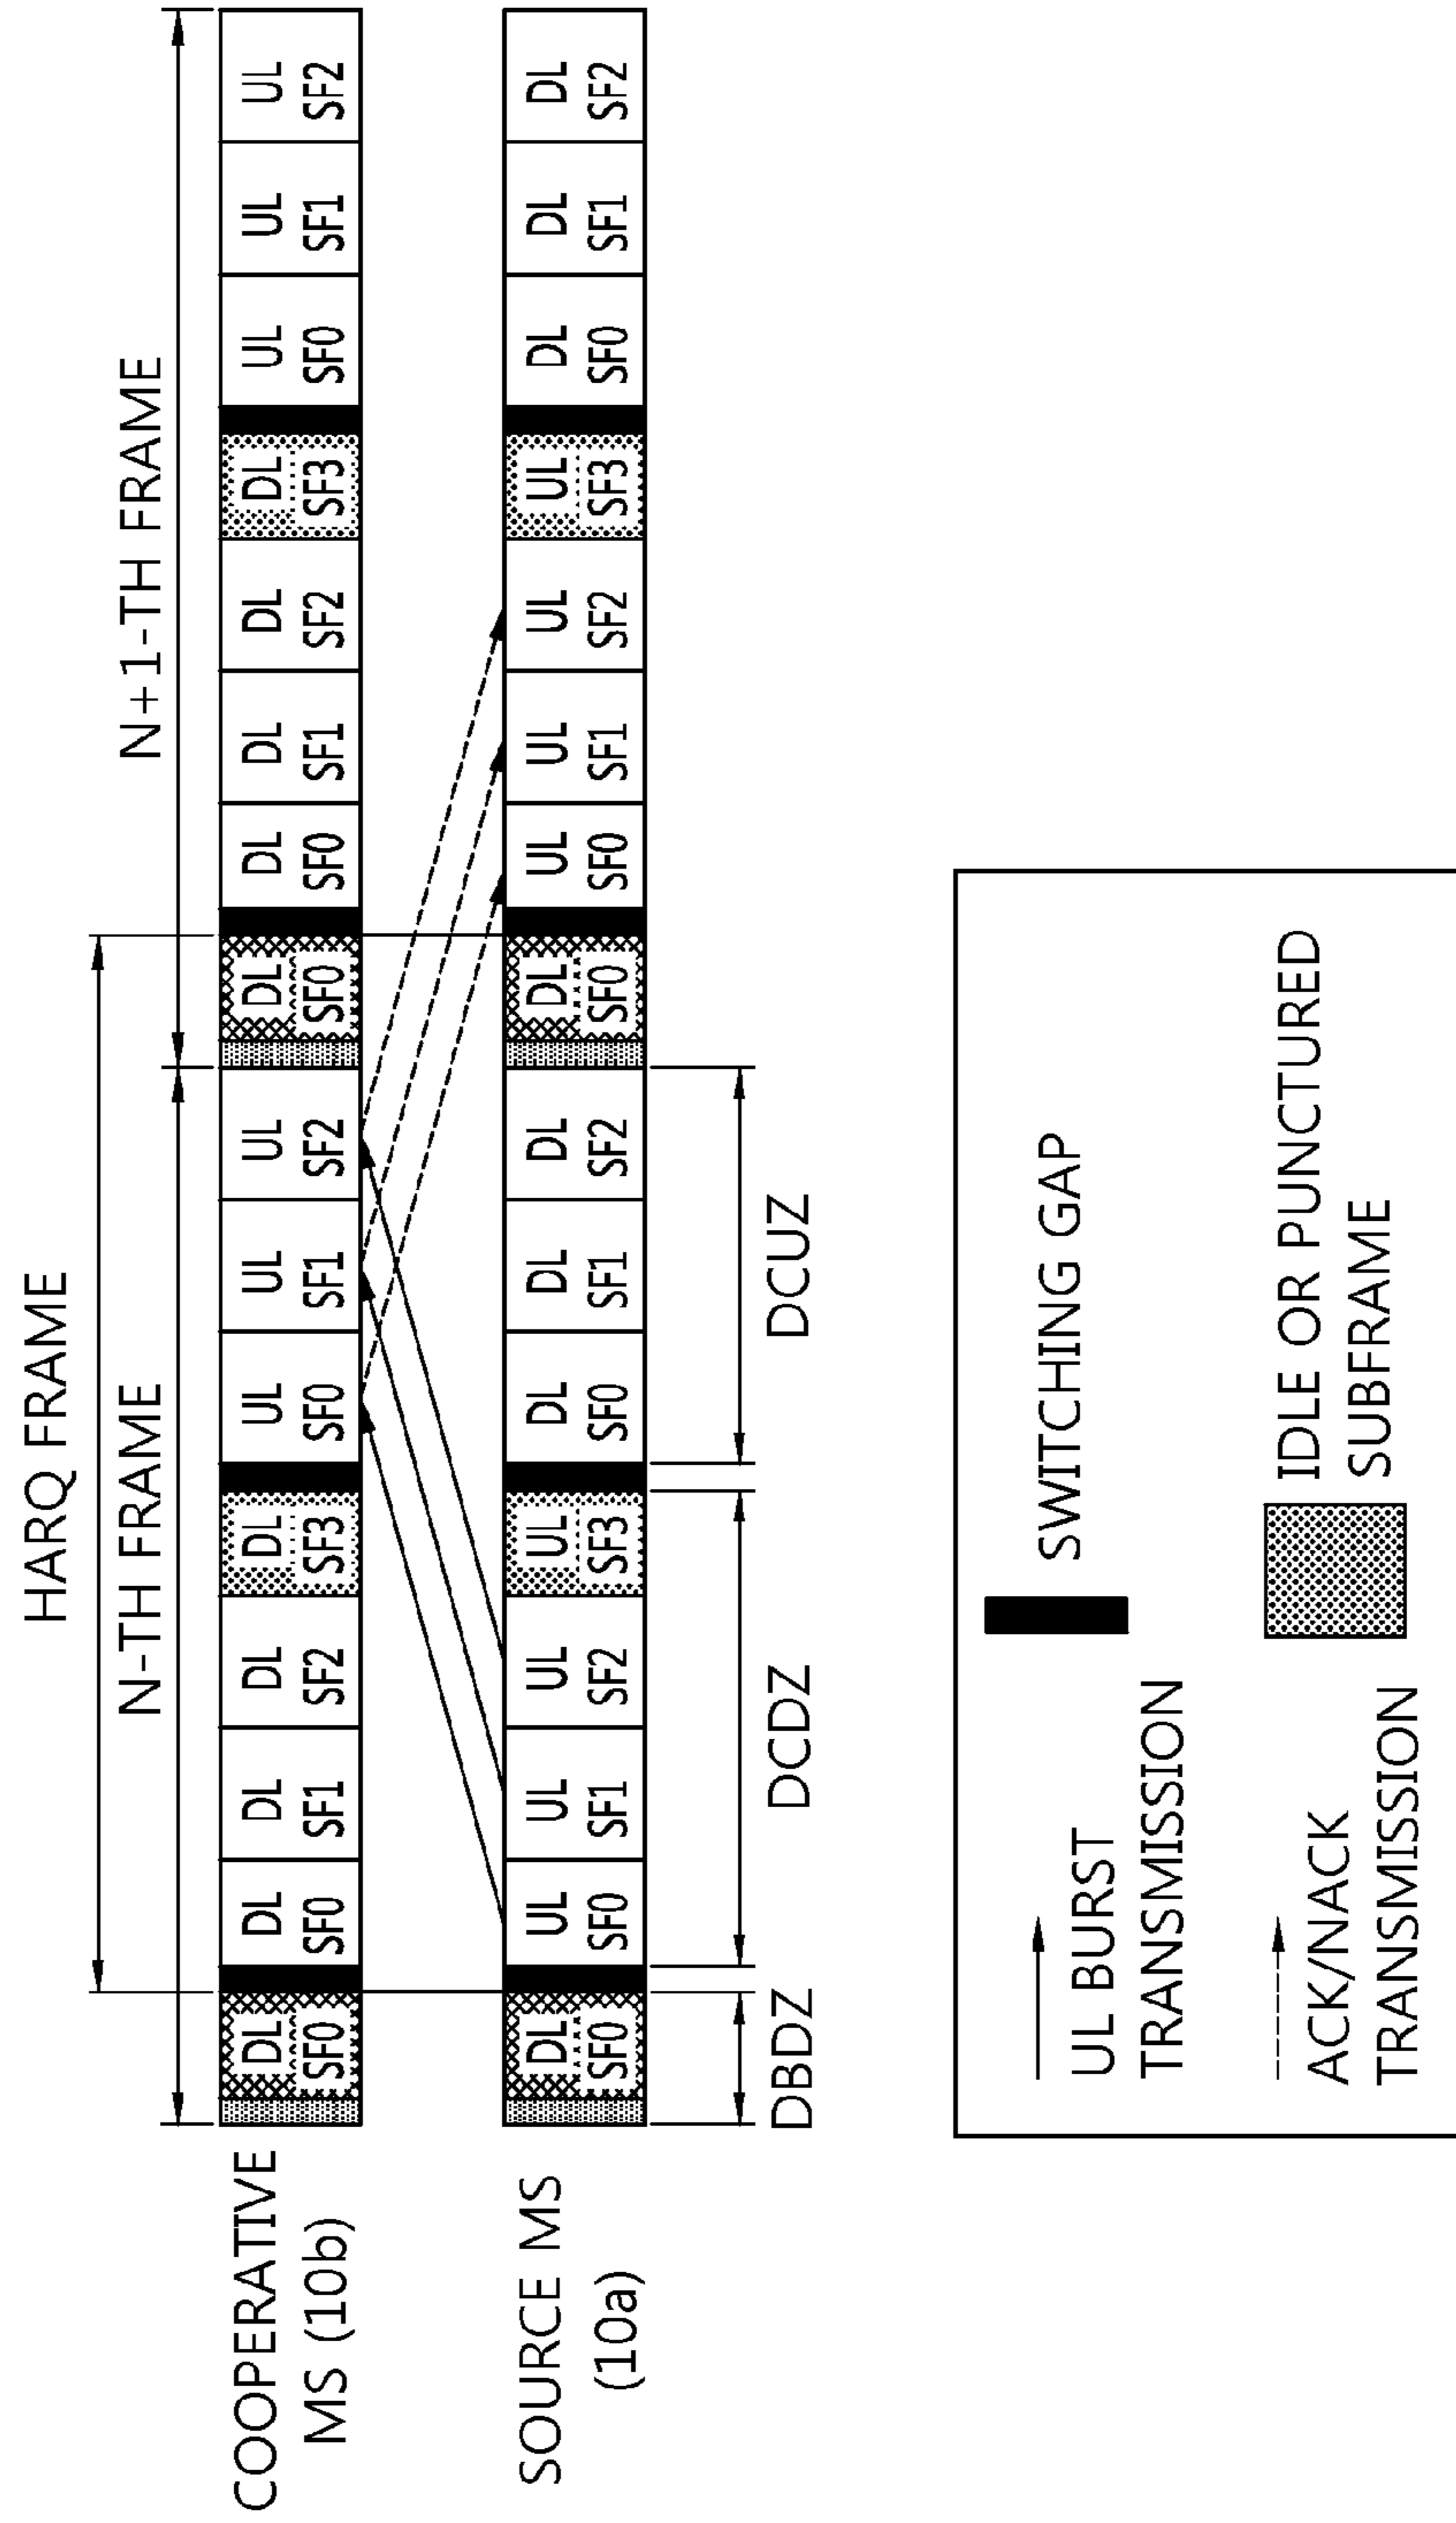 HARQ FRAME
N-TH FRAME
N+1-TH FRAME
COOPERATIVE
MS (10b)
DL DL DL DL DL UL UL UL DL DL DL DL DL UL UL UL
SF0 SF0 SF1 SF2 SF3 SF0 SF1 SF2 SF0 SF0 SF1 SF2 SF3 SF0 SF1 SF2
SOURCE MS
(10a)
DL UL UL UL UL DL DL DL DL UL UL UL UL DL DL DL
SF0 SF0 SF1 SF2 SF3 SF0 SF1 SF2 SF0 SF0 SF1 SF2 SF3 SF0 SF1 SF2
DBDZ
DCDZ
DCUZ
UL BURST
TRANSMISSION
SWITCHING GAP
ACK/NACK
TRANSMISSION
IDLE OR PUNCTURED
SUBFRAME